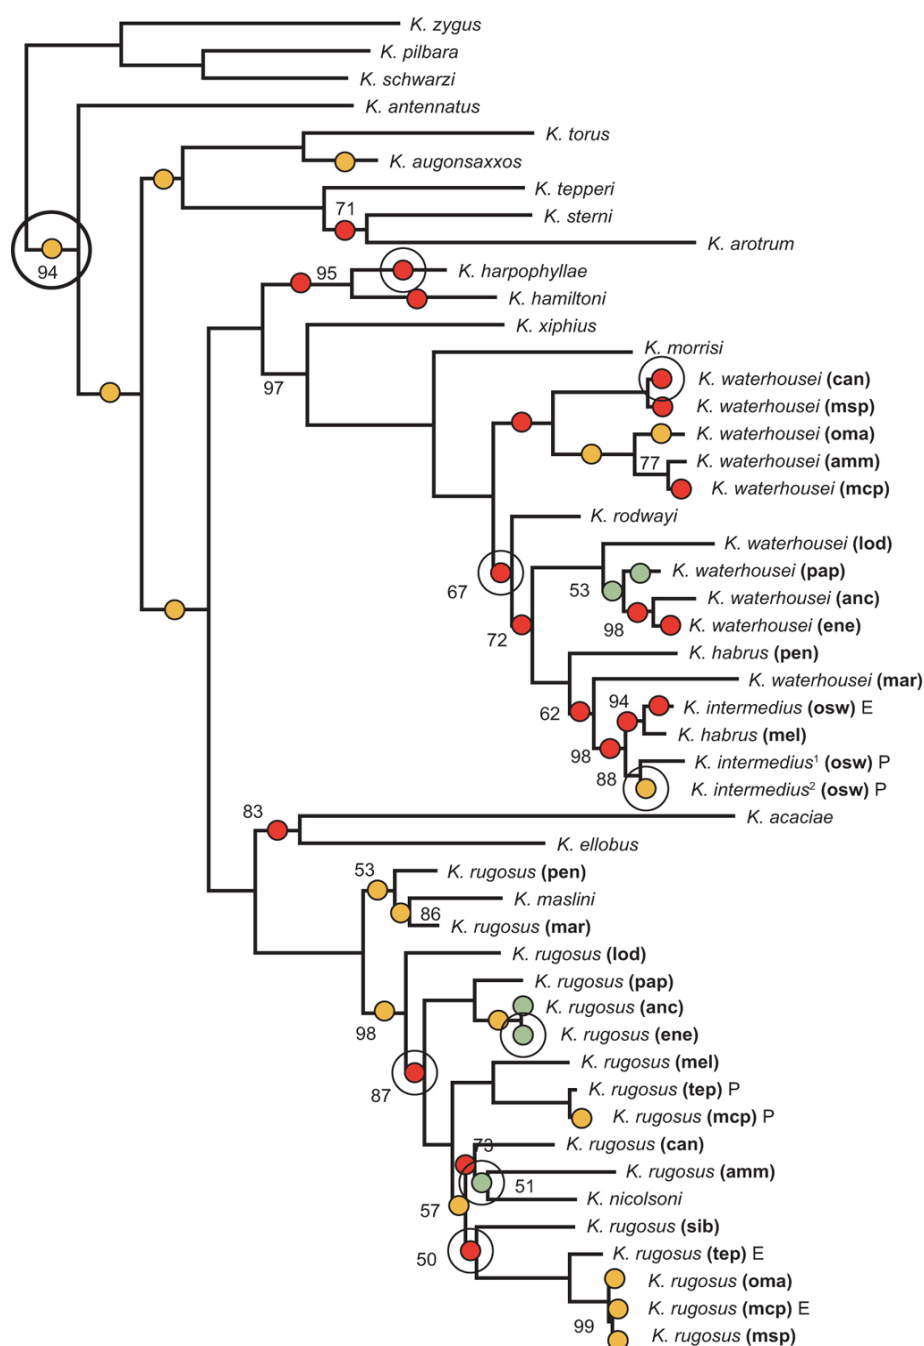 K. zygus
K. pilbara
K. schwarzi
K. antennatus
K. torus
K. augonsaxxos
K. tepperi
71
K. sterni
K. arotrum
94
95
K. harpophyllae
K. hamiltoni
K. xiphius
K. morrisi
97
K. waterhousei (can)
K. waterhousei (msp)
K. waterhousei (oma)
77
K. waterhousei (amm)
K. waterhousei (mcp)
K. rodwayi
K. waterhousei (lod)
67
K. waterhousei (pap)
53
K. waterhousei (anc)
98
K. waterhousei (ene)
72
K. habrus (pen)
K. waterhousei (mar)
94
K. intermedius (osw) E
62
K. habrus (mel)
98
K. intermedius¹ (osw) P
88
K. intermedius² (osw) P
83
K. acaciae
K. ellobus
53
K. rugosus (pen)
K. maslini
86
K. rugosus (mar)
K. rugosus (lod)
K. rugosus (pap)
K. rugosus (anc)
98
K. rugosus (ene)
K. rugosus (mel)
87
K. rugosus (tep) P
K. rugosus (mcp) P
73
K. rugosus (can)
K. rugosus (amm)
51
K. nicolsoni
57
K. rugosus (sib)
50
K. rugosus (tep) E
K. rugosus (oma)
K. rugosus (mcp) E
99
K. rugosus (msp)